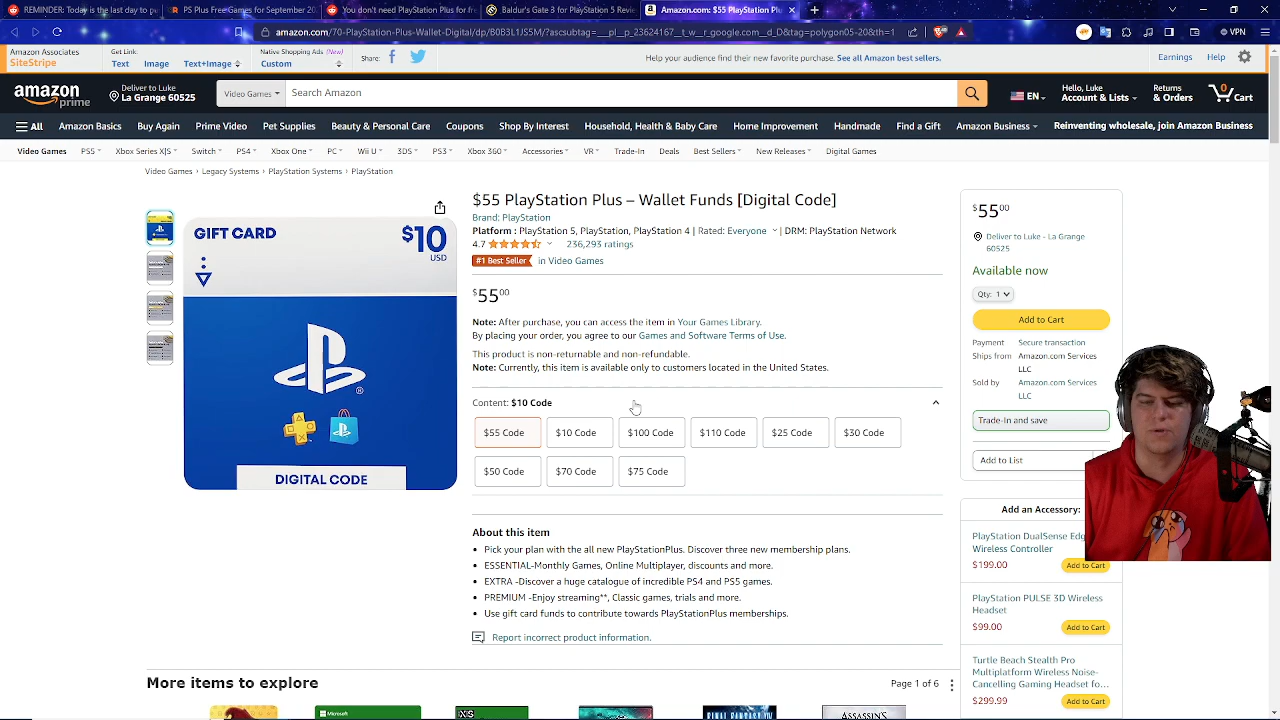 REMINDER: Today is the last day to p
PS Plus Free Games for September 20
You don't need PlayStation Plus for fr
Baldur's Gate 3 for PlayStation 5 Revie
Amazon.com: $55 PlayStation Plu
amazon.com/70-PlayStation-Plus-Wallet-Digital/dp/B0B3L1JS5M/?ascsubtag=___pl__p_23624167__t_w__r_google.com__d_D&tag=polygon05-20&th=1
VPN
Amazon Associates
SiteStripe
Get Link:
Text Image Text+Image
Native Shopping Ads (New)
Custom
Share:
Help your audience find their new favorite purchase. See all Amazon best sellers.
Earnings Help
amazon prime
Deliver to Luke
La Grange 60525
Video Games
Search Amazon
EN
Hello, Luke
Account & Lists
Returns
& Orders
0
Cart
All Amazon Basics Buy Again Prime Video Pet Supplies Beauty & Personal Care Coupons Shop By Interest Household, Health & Baby Care Home Improvement Handmade Find a Gift Amazon Business Reinventing wholesale, join Amazon Business
Video Games PS5 Xbox Series X|S Switch PS4 Xbox One PC Wii U 3DS PS3 Xbox 360 Accessories VR Trade-In Deals Best Sellers New Releases Digital Games
Video Games › Legacy Systems › PlayStation Systems › PlayStation
GIFT CARD
$10
USD
DIGITAL CODE
$55 PlayStation Plus – Wallet Funds [Digital Code]
Brand: PlayStation
Platform : PlayStation 5, PlayStation, PlayStation 4 | Rated: Everyone | DRM: PlayStation Network
4.7 236,293 ratings
#1 Best Seller in Video Games
$55 00
Note: After purchase, you can access the item in Your Games Library.
By placing your order, you agree to our Games and Software Terms of Use.
This product is non-returnable and non-refundable.
Note: Currently, this item is available only to customers located in the United States.
Content: $10 Code
$55 Code $10 Code $100 Code $110 Code $25 Code $30 Code
$50 Code $70 Code $75 Code
About this item
• Pick your plan with the all new PlayStationPlus. Discover three new membership plans.
• ESSENTIAL-Monthly Games, Online Multiplayer, discounts and more.
• EXTRA -Discover a huge catalogue of incredible PS4 and PS5 games.
• PREMIUM -Enjoy streaming**, Classic games, trials and more.
• Use gift card funds to contribute towards PlayStationPlus memberships.
Report incorrect product information.
$55 00
Deliver to Luke - La Grange
60525
Available now
Qty: 1
Add to Cart
Payment Secure transaction
Ships from Amazon.com Services
LLC
Sold by Amazon.com Services
LLC
Trade-In and save
Add to List
Add an Accessory:
PlayStation DualSense Edg
Wireless Controller
$199.00 Add to Cart
PlayStation PULSE 3D Wireless
Headset
$99.00 Add to Cart
Turtle Beach Stealth Pro
Multiplatform Wireless Noise-
Cancelling Gaming Headset fo...
$299.99 Add to Cart
More items to explore
Page 1 of 6
Microsoft
X|S
FINAL FANTASY XIV
ASSASSIN'S